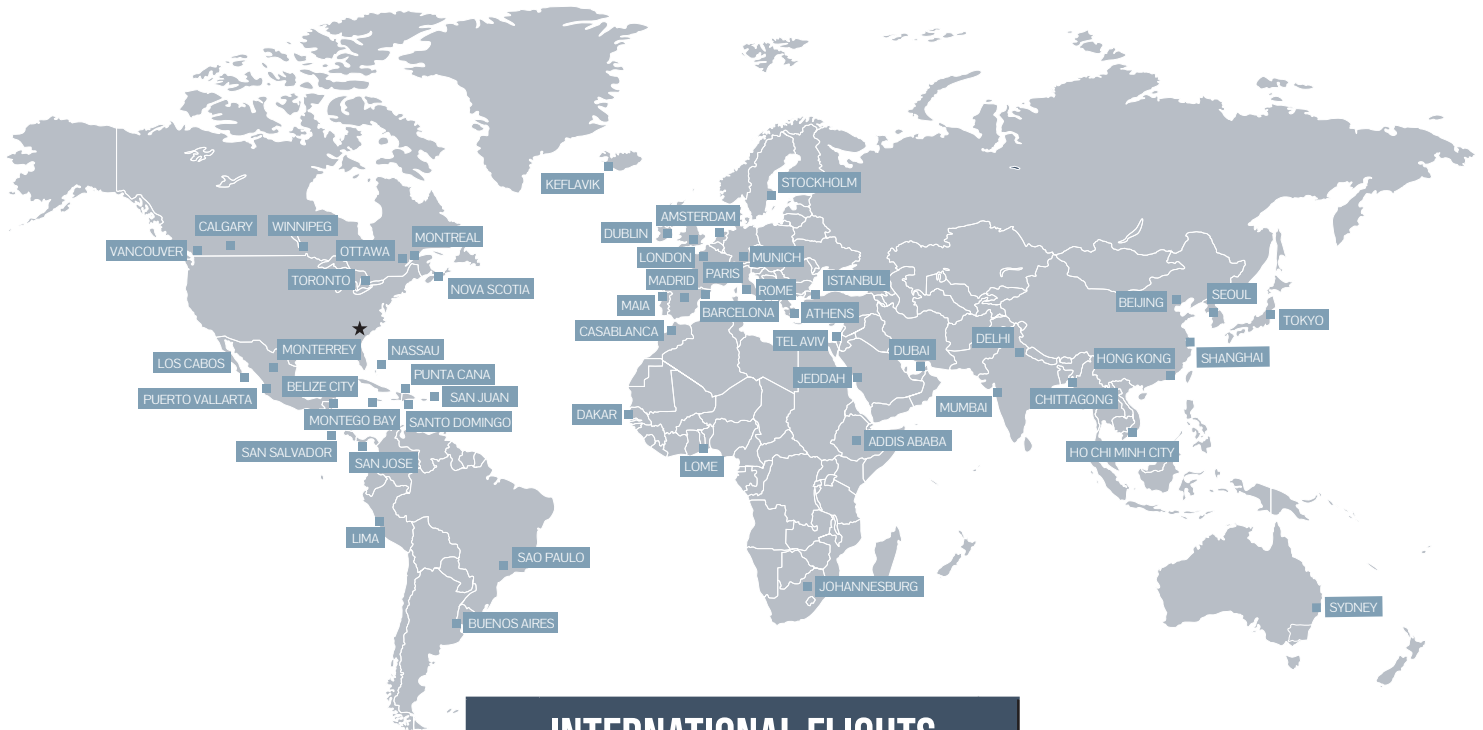 KEFLAVIK
STOCKHOLM
AMSTERDAM
CALGARY
WINNIPEG
DUBLIN
MONTREAL
VANCOUVER
OTTAWA
LONDON
MUNICH
PARIS
TORONTO
MADRID
ISTANBUL
NOVA SCOTIA
ROME
SEOUL
BEIJING
MAIA
BARCELONA
ATHENS
TOKYO
CASABLANCA
TEL AVIV
DELHI
MONTERREY
NASSAU
DUBAI
HONG KONG
SHANGHAI
LOS CABOS
PUNTA CANA
JEDDAH
BELIZE CITY
SAN JUAN
PUERTO VALLARTA
CHITTAGONG
MUMBAI
DAKAR
MONTEGO BAY
SANTO DOMINGO
ADDIS ABABA
SAN SALVADOR
HO CHI MINH CITY
SAN JOSE
LOME
LIMA
SAO PAULO
JOHANNESBURG
SYDNEY
BUENOS AIRES
INTERNATIONAL FLIGHTS